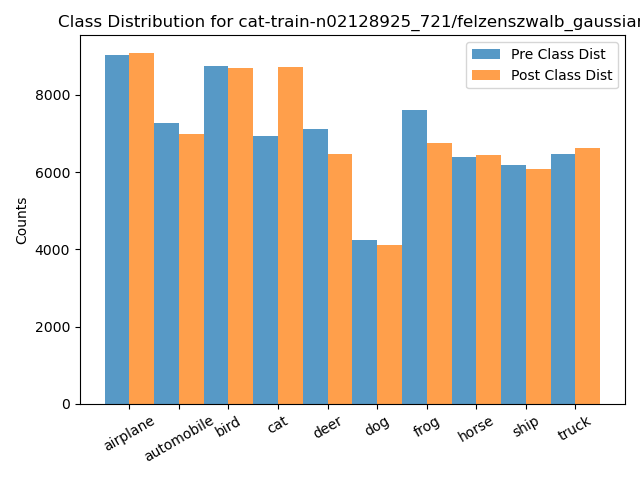 Class Distribution for cat-train-n02128925_721/felzenszwalb_gaussian
Pre Class Dist
Post Class Dist
Counts
8000
6000
4000
2000
0
airplane
automobile
bird
cat
deer
dog
frog
horse
ship
truck